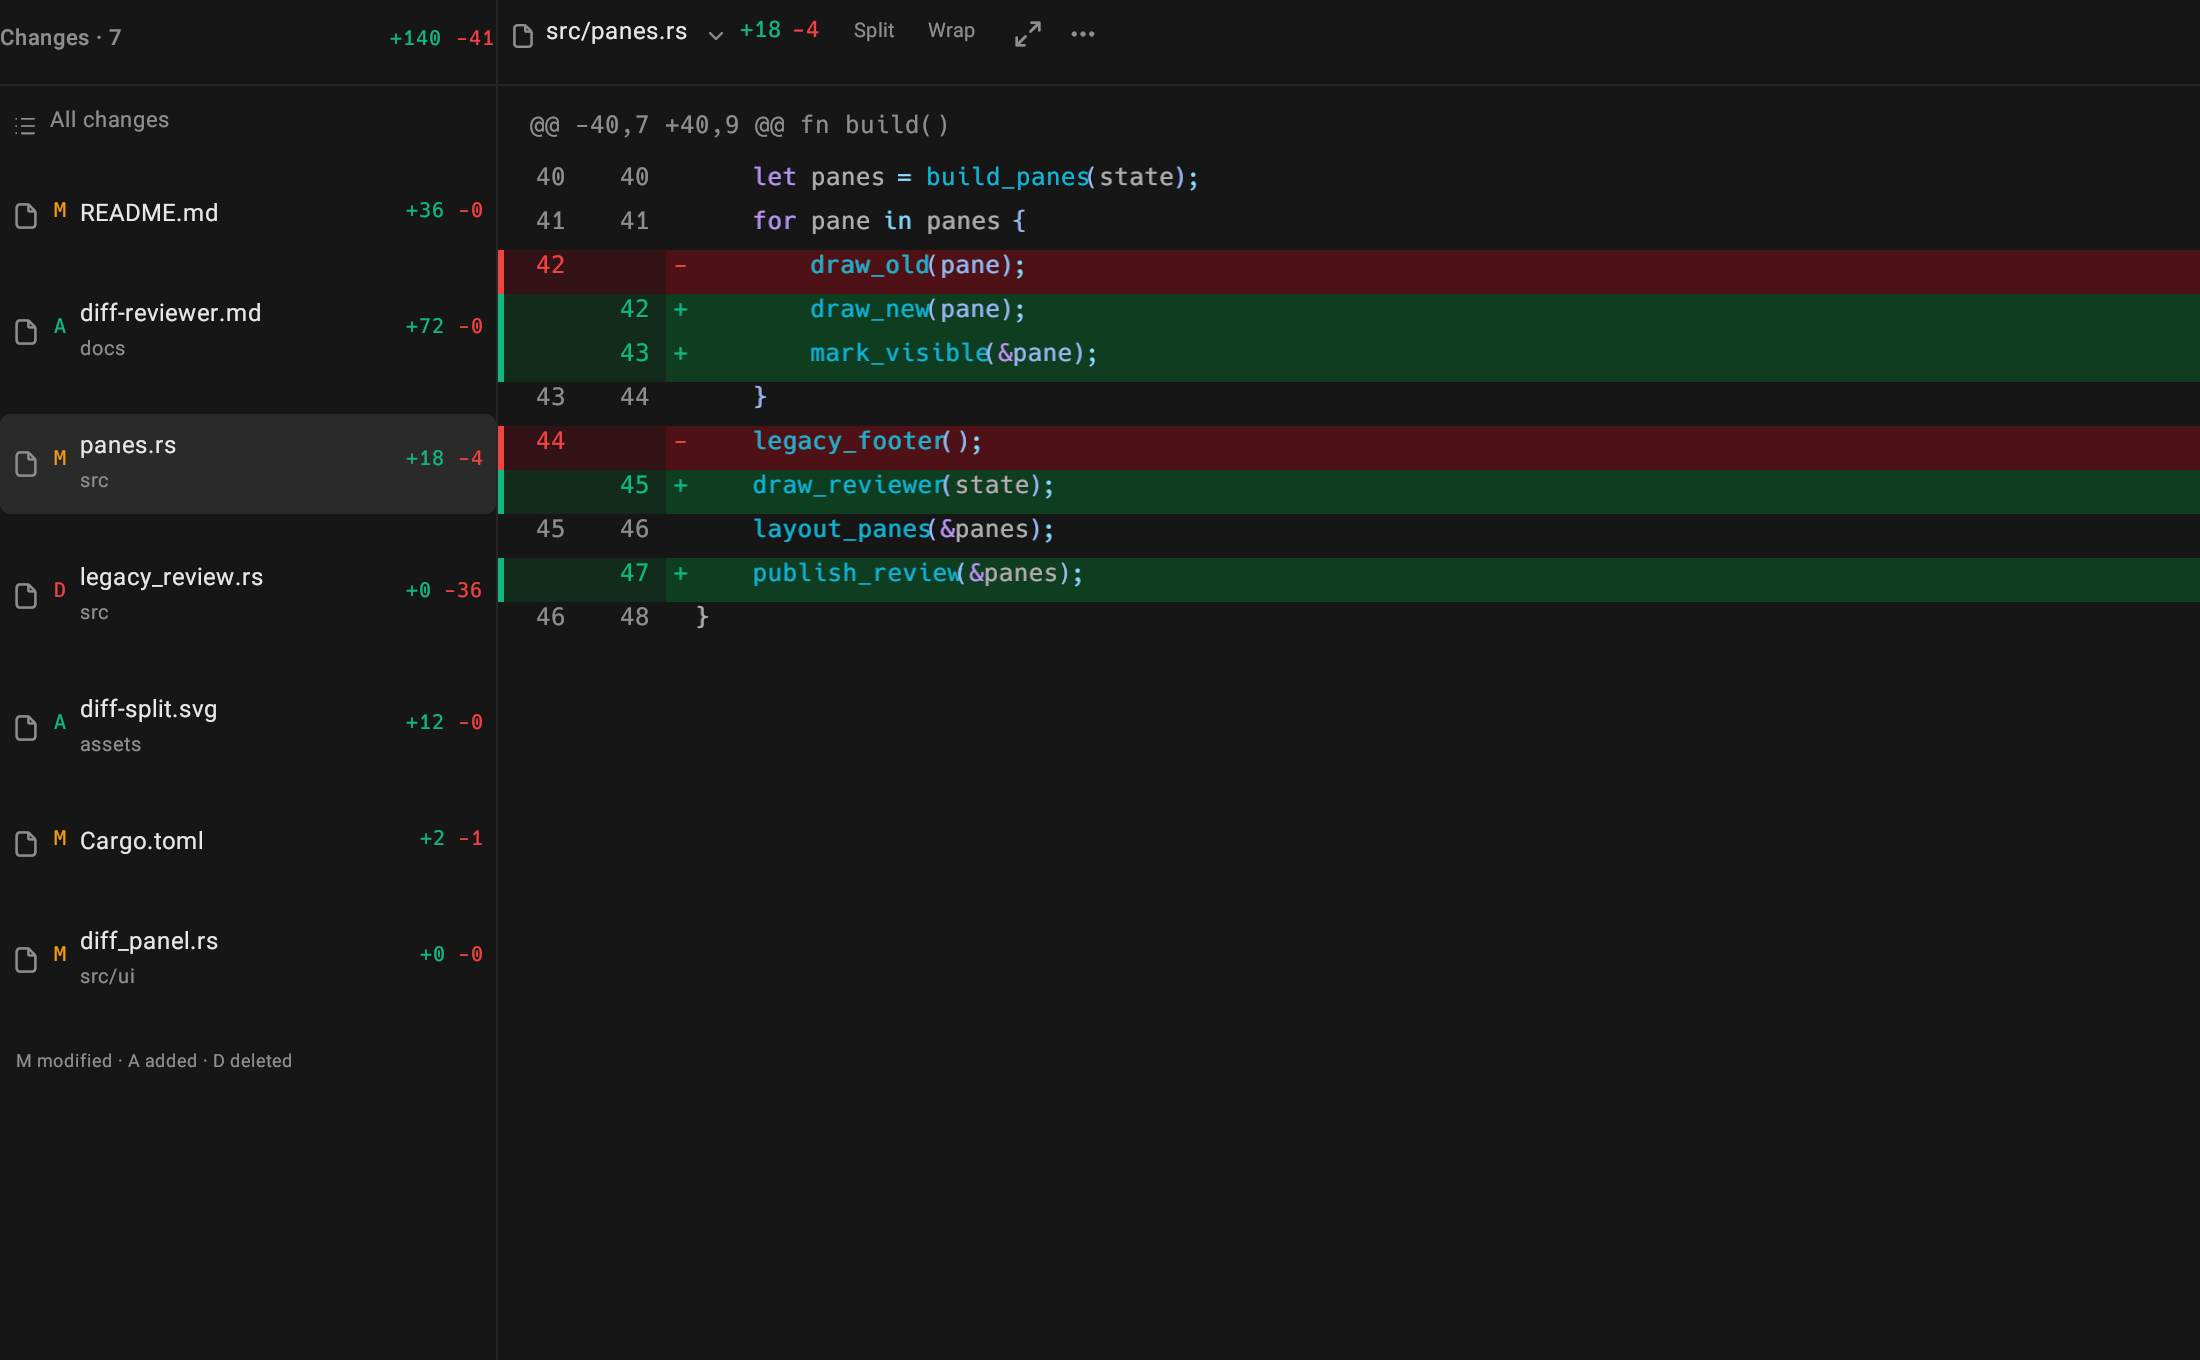 Changes · 7 +140 -41
All changes
M README.md +36 -0
A diff-reviewer.md +72 -0
docs
M panes.rs +18 -4
src
D legacy_review.rs +0 -36
src
A diff-split.svg +12 -0
assets
M Cargo.toml +2 -1
M diff_panel.rs +0 -0
src/ui
M modified · A added · D deleted
src/panes.rs +18 -4 Split Wrap
@@ -40,7 +40,9 @@ fn build()
40 40 let panes = build_panes(state);
41 41 for pane in panes {
42 - draw_old(pane);
42 + draw_new(pane);
43 + mark_visible(&pane);
43 44 }
44 - legacy_footer();
45 + draw_reviewer(state);
45 46 layout_panes(&panes);
47 + publish_review(&panes);
46 48 }